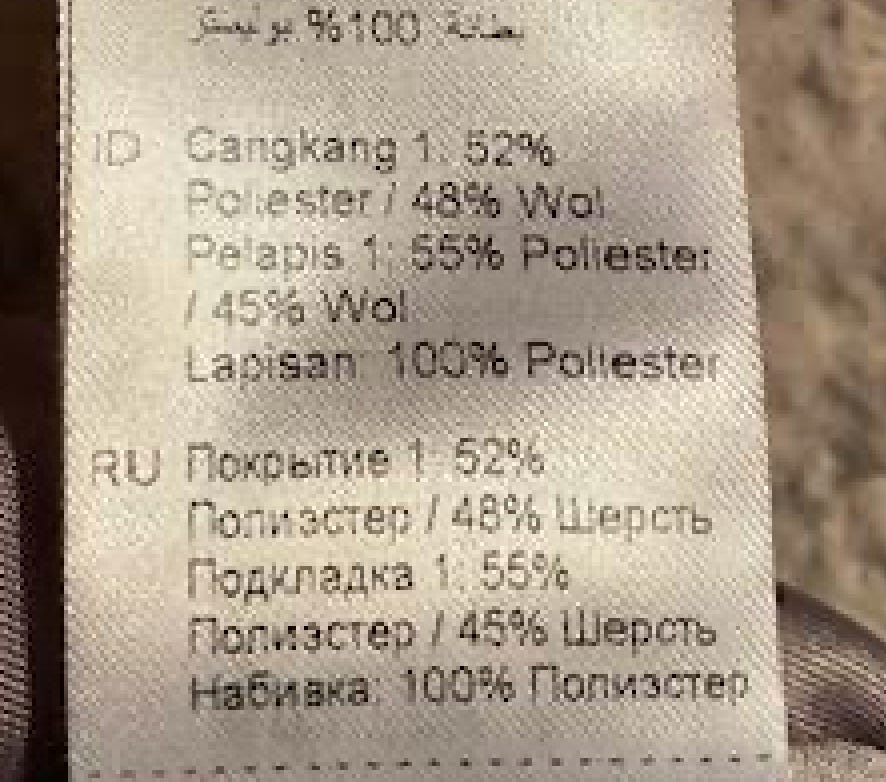 بطانة 100% بوليستر
ID Cangkang 1: 52%
Poliester / 48% Wol
Pelapis 1: 55% Poliester
/ 45% Wol
Lapisan: 100% Poliester
RU Покрытие 1: 52%
Полиэстер / 48% Шерсть
Подкладка 1: 55%
Полиэстер / 45% Шерсть
Набивка: 100% Полиэстер